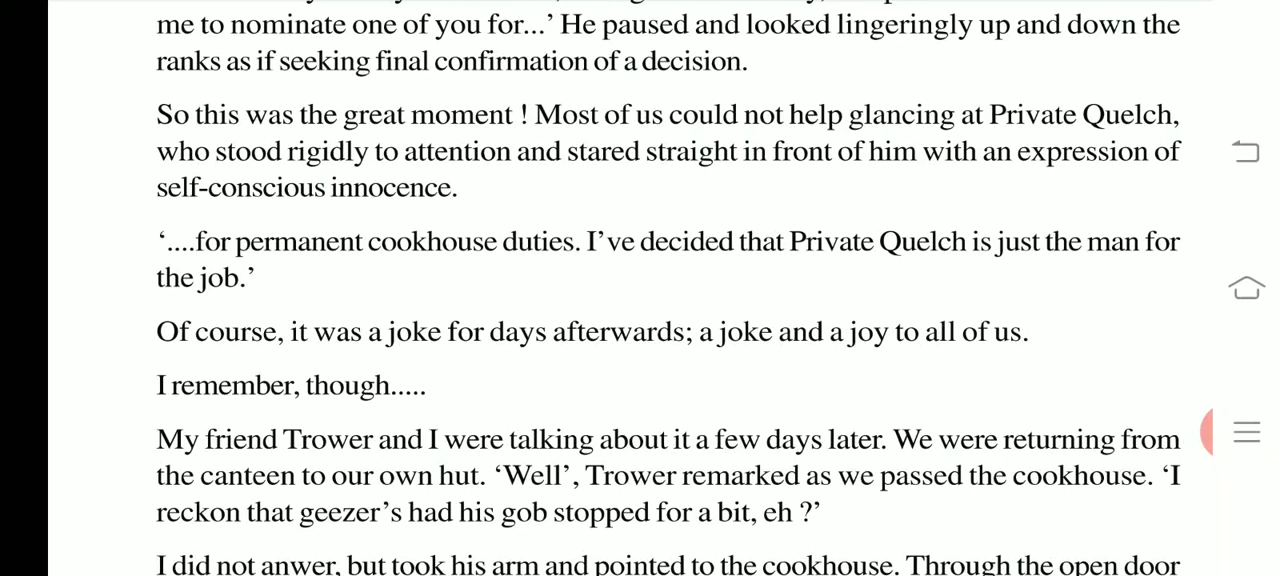 me to nominate one of you for...’ He paused and looked lingeringly up and down the
ranks as if seeking final confirmation of a decision.
So this was the great moment ! Most of us could not help glancing at Private Quelch,
who stood rigidly to attention and stared straight in front of him with an expression of
self-conscious innocence.
‘....for permanent cookhouse duties. I’ve decided that Private Quelch is just the man for
the job.’
Of course, it was a joke for days afterwards; a joke and a joy to all of us.
I remember, though.....
My friend Trower and I were talking about it a few days later. We were returning from
the canteen to our own hut. ‘Well’, Trower remarked as we passed the cookhouse. ‘I
reckon that geezer’s had his gob stopped for a bit, eh ?’
I did not anwer, but took his arm and pointed to the cookhouse. Through the open door